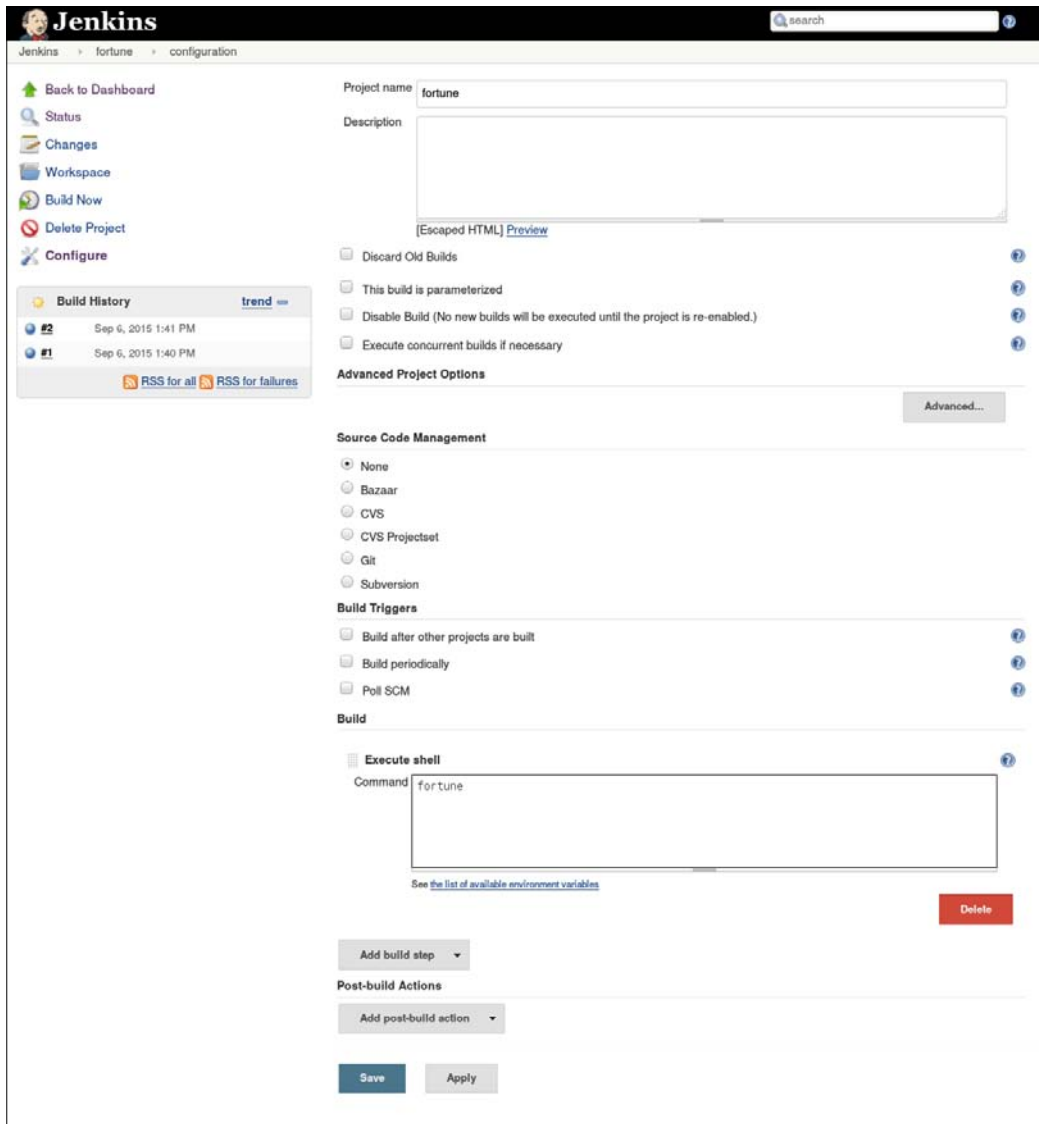 Jenkins
search
Jenkins fortune configuration
Back to Dashboard
Status
Changes
Workspace
Build Now
Delete Project
Configure
Build History trend
#2 Sep 6, 2015 1:41 PM
#1 Sep 6, 2015 1:40 PM
RSS for all RSS for failures
Project name fortune
Description
[Escaped HTML] Preview
Discard Old Builds
This build is parameterized
Disable Build (No new builds will be executed until the project is re-enabled.)
Execute concurrent builds if necessary
Advanced Project Options
Advanced...
Source Code Management
None
Bazaar
CVS
CVS Projectset
Git
Subversion
Build Triggers
Build after other projects are built
Build periodically
Poll SCM
Build
Execute shell
Command fortune
See the list of available environment variables
Delete
Add build step
Post-build Actions
Add post-build action
Save Apply